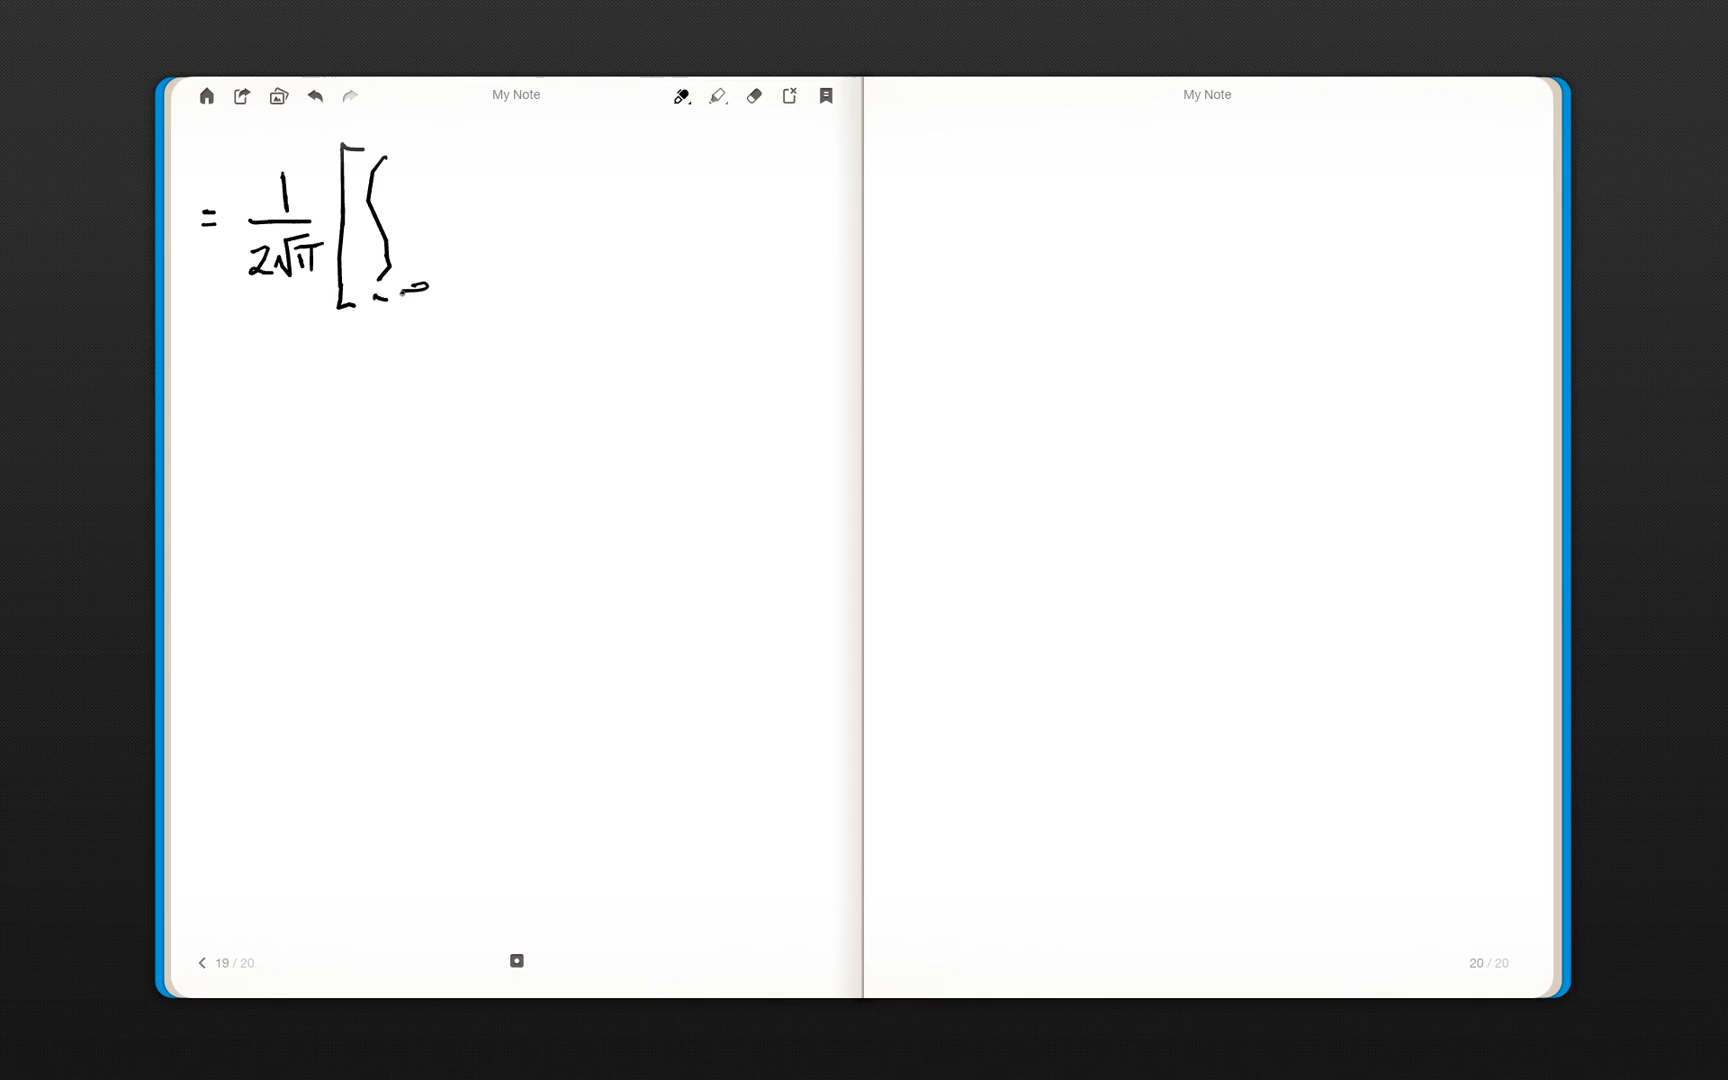 My Note
My Note
= 1/(2√π) [ ∫_{-∞}
19 / 20
20 / 20